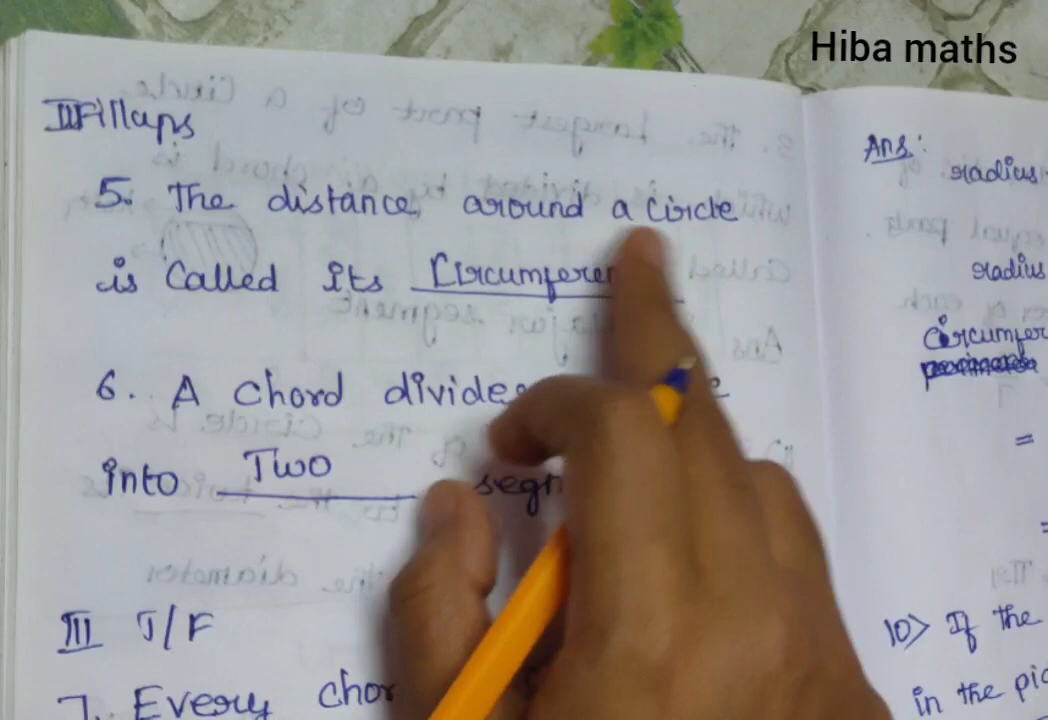 Hiba maths
II Fillups
5. The distance around a circle
is Called its Circumferen
6. A chord divides
into Two segm
III T/F
7. Every chor
Ans:
radius
radius
Circumfer
=
=
10> If the
in the pic